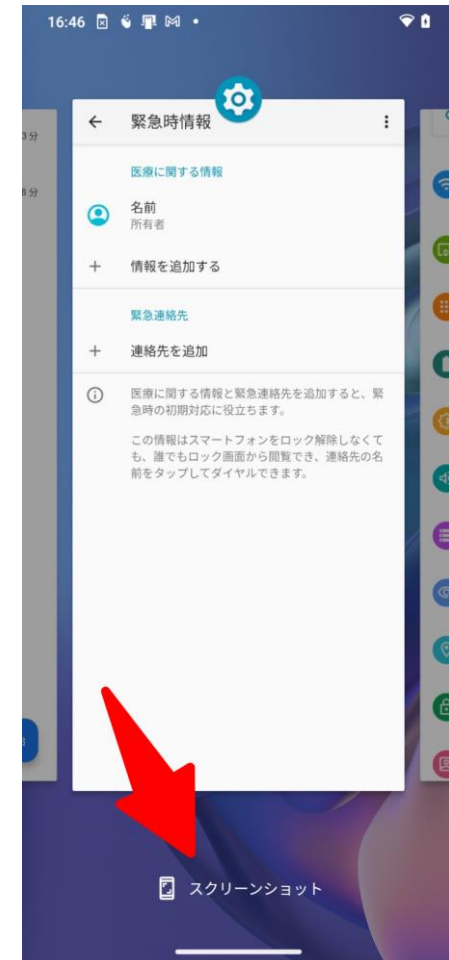 16:46
緊急時情報
3 分
医療に関する情報
8 分
名前
所有者
情報を追加する
緊急連絡先
連絡先を追加
医療に関する情報と緊急連絡先を追加すると、緊
急時の初期対応に役立ちます。
この情報はスマートフォンをロック解除しなくて
も、誰でもロック画面から閲覧でき、連絡先の名
前をタップしてダイヤルできます。
スクリーンショット